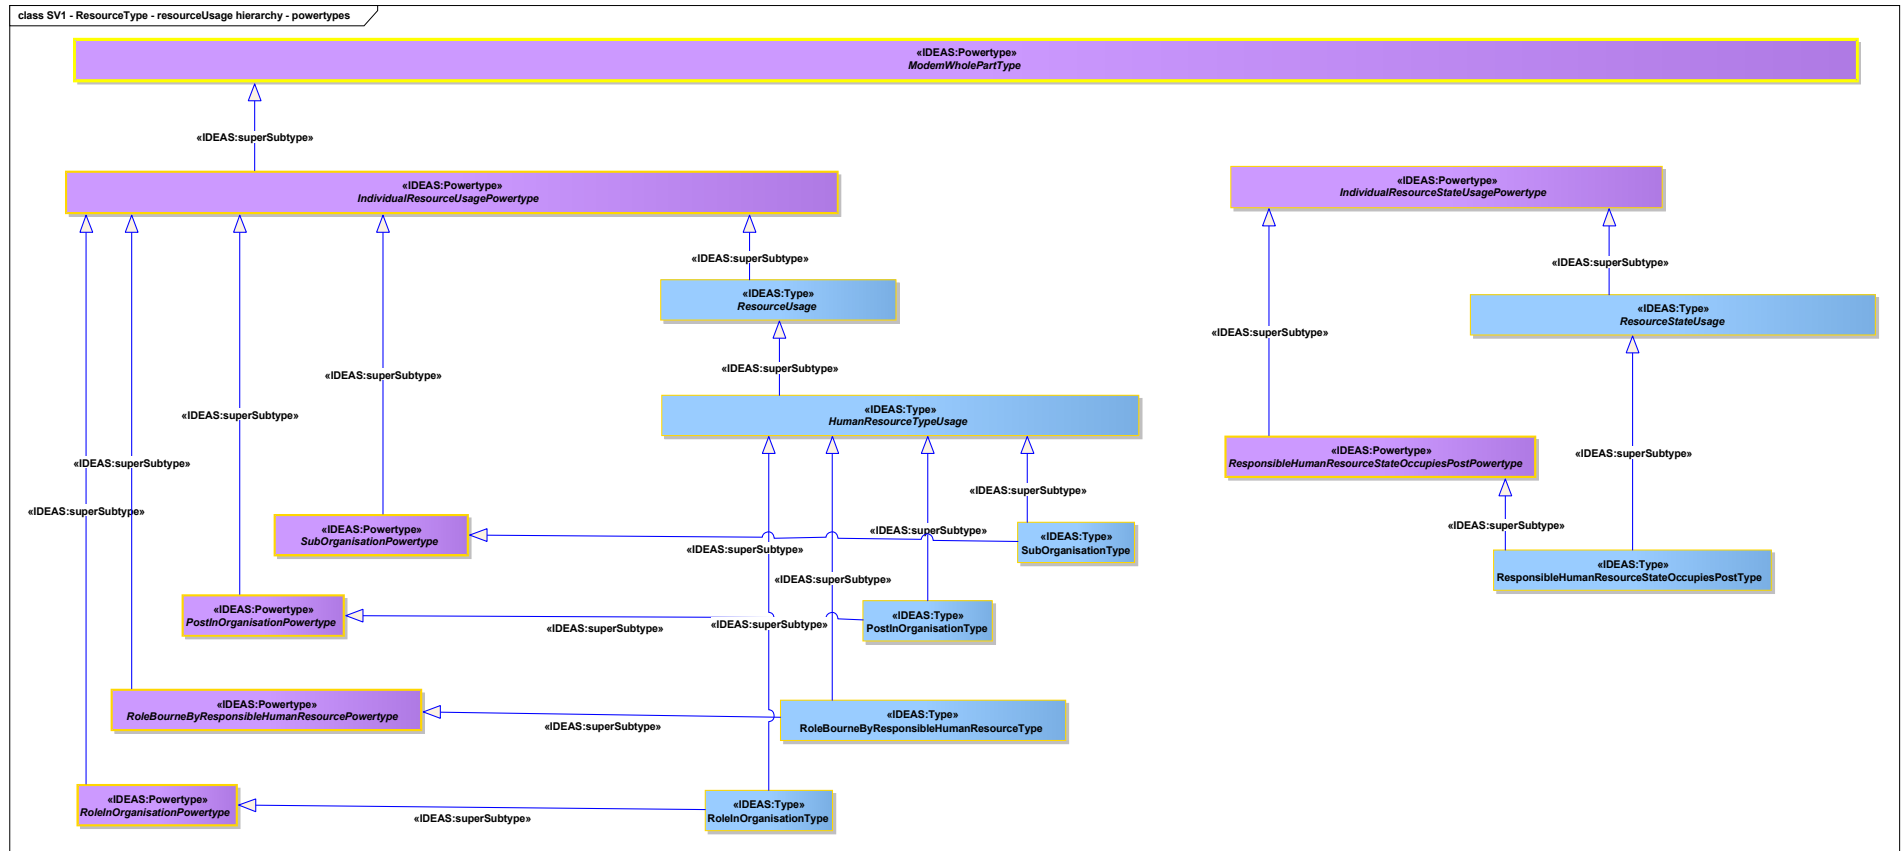 class SV1 - ResourceType - resourceUsage hierarchy - powertypes
«IDEAS:Powertype»
ModemWholePartType
«IDEAS:superSubtype»
«IDEAS:Powertype»
IndividualResourceUsagePowertype
«IDEAS:Powertype»
IndividualResourceStateUsagePowertype
«IDEAS:superSubtype»
«IDEAS:superSubtype»
«IDEAS:Type»
ResourceUsage
«IDEAS:Type»
ResourceStateUsage
«IDEAS:superSubtype»
«IDEAS:superSubtype»
«IDEAS:superSubtype»
«IDEAS:Type»
HumanResourceTypeUsage
«IDEAS:superSubtype»
«IDEAS:Powertype»
ResponsibleHumanResourceStateOccupiesPostPowertype
«IDEAS:superSubtype»
«IDEAS:superSubtype»
«IDEAS:superSubtype»
«IDEAS:superSubtype»
«IDEAS:Powertype»
SubOrganisationPowertype
«IDEAS:superSubtype»
«IDEAS:superSubtype»
«IDEAS:Type»
SubOrganisationType
«IDEAS:superSubtype»
«IDEAS:superSubtype»
«IDEAS:Type»
ResponsibleHumanResourceStateOccupiesPostType
«IDEAS:superSubtype»
«IDEAS:Powertype»
PostInOrganisationPowertype
«IDEAS:superSubtype»
«IDEAS:superSubtype»
«IDEAS:Type»
PostInOrganisationType
«IDEAS:Powertype»
RoleBourneByResponsibleHumanResourcePowertype
«IDEAS:superSubtype»
«IDEAS:Type»
RoleBourneByResponsibleHumanResourceType
«IDEAS:Powertype»
RoleInOrganisationPowertype
«IDEAS:superSubtype»
«IDEAS:Type»
RoleInOrganisationType